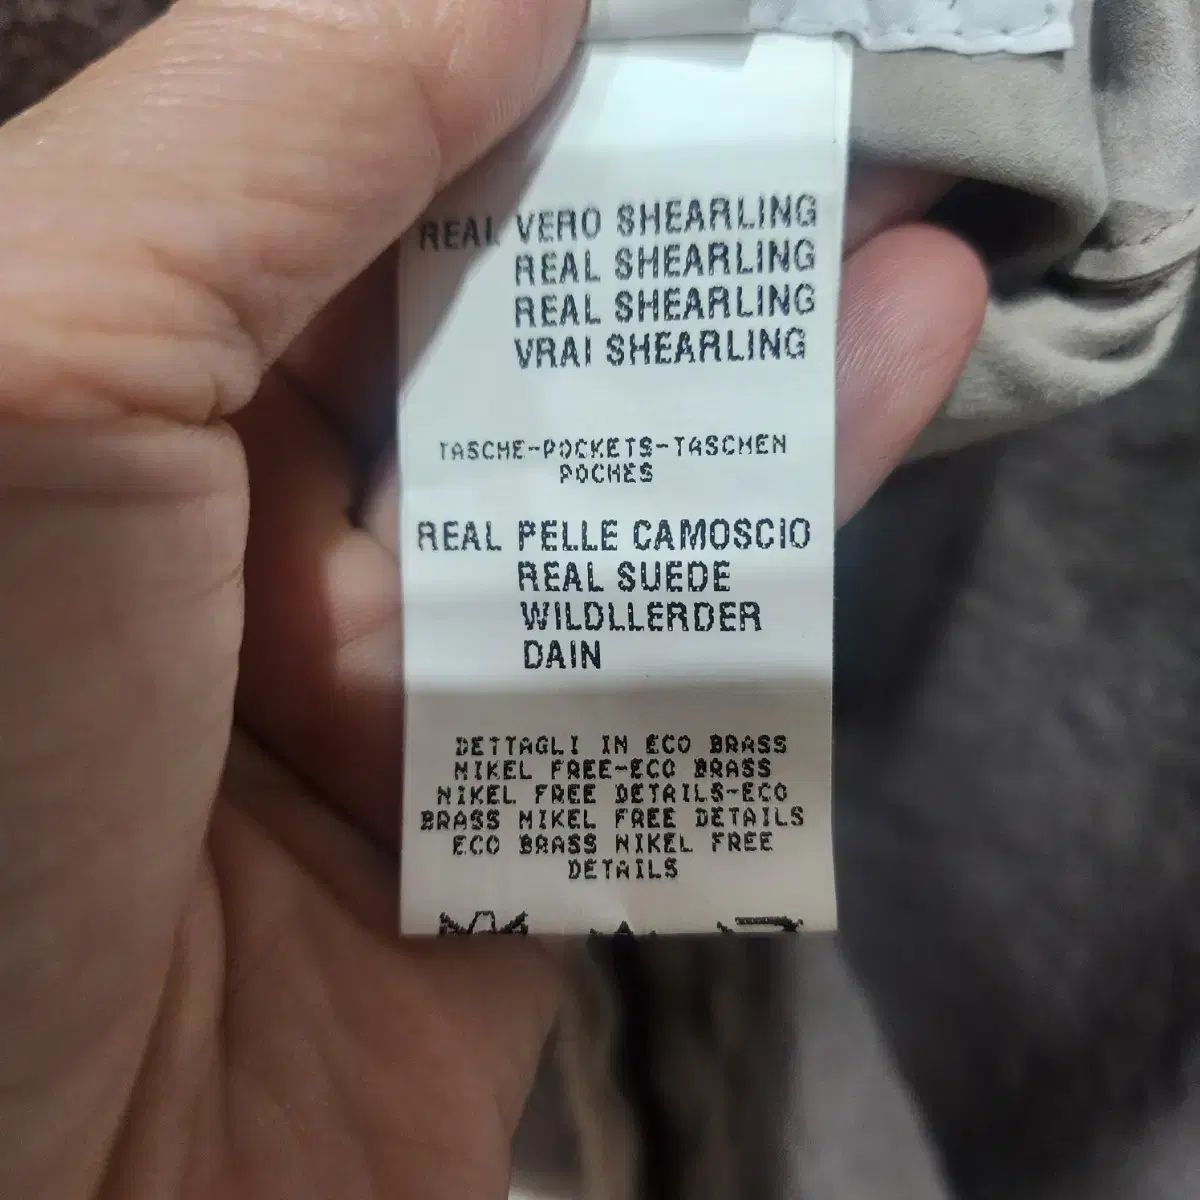 REAL VERO SHEARLING
REAL SHEARLING
REAL SHEARLING
VRAI SHEARLING
TASCHE-POCKETS-TASCHEN
POCHES
REAL PELLE CAMOSCIO
REAL SUEDE
WILDLLERDER
DAIN
DETTAGLI IN ECO BRASS
NIKEL FREE-ECO BRASS
NIKEL FREE DETAILS-ECO
BRASS NIKEL FREE DETAILS
ECO BRASS NIKEL FREE
DETAILS